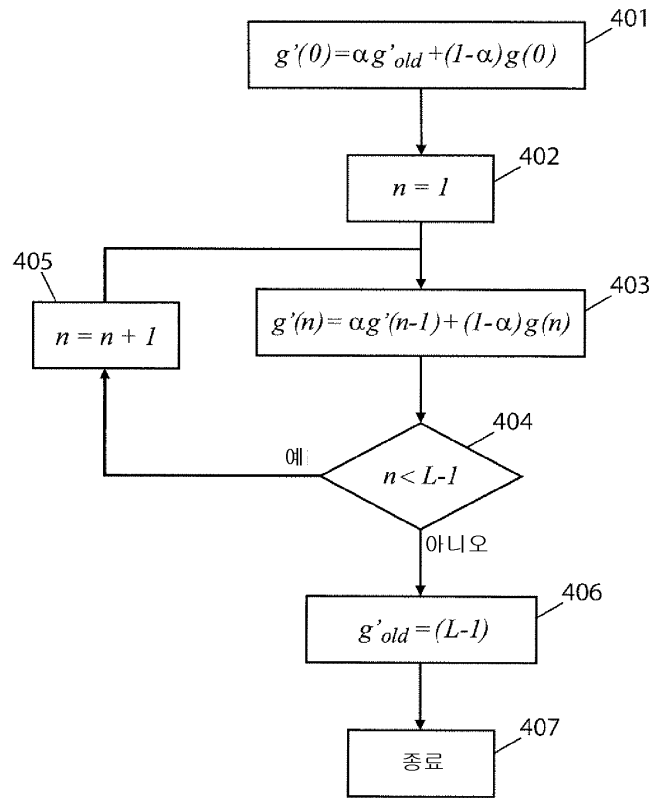 401
g'(0)=αg'old+(1-α)g(0)
402
n = 1
405
403
n = n + 1
g'(n)=αg'(n-1)+(1-α)g(n)
404
예
n< L-1
아니오
406
g'old=(L-1)
407
종료